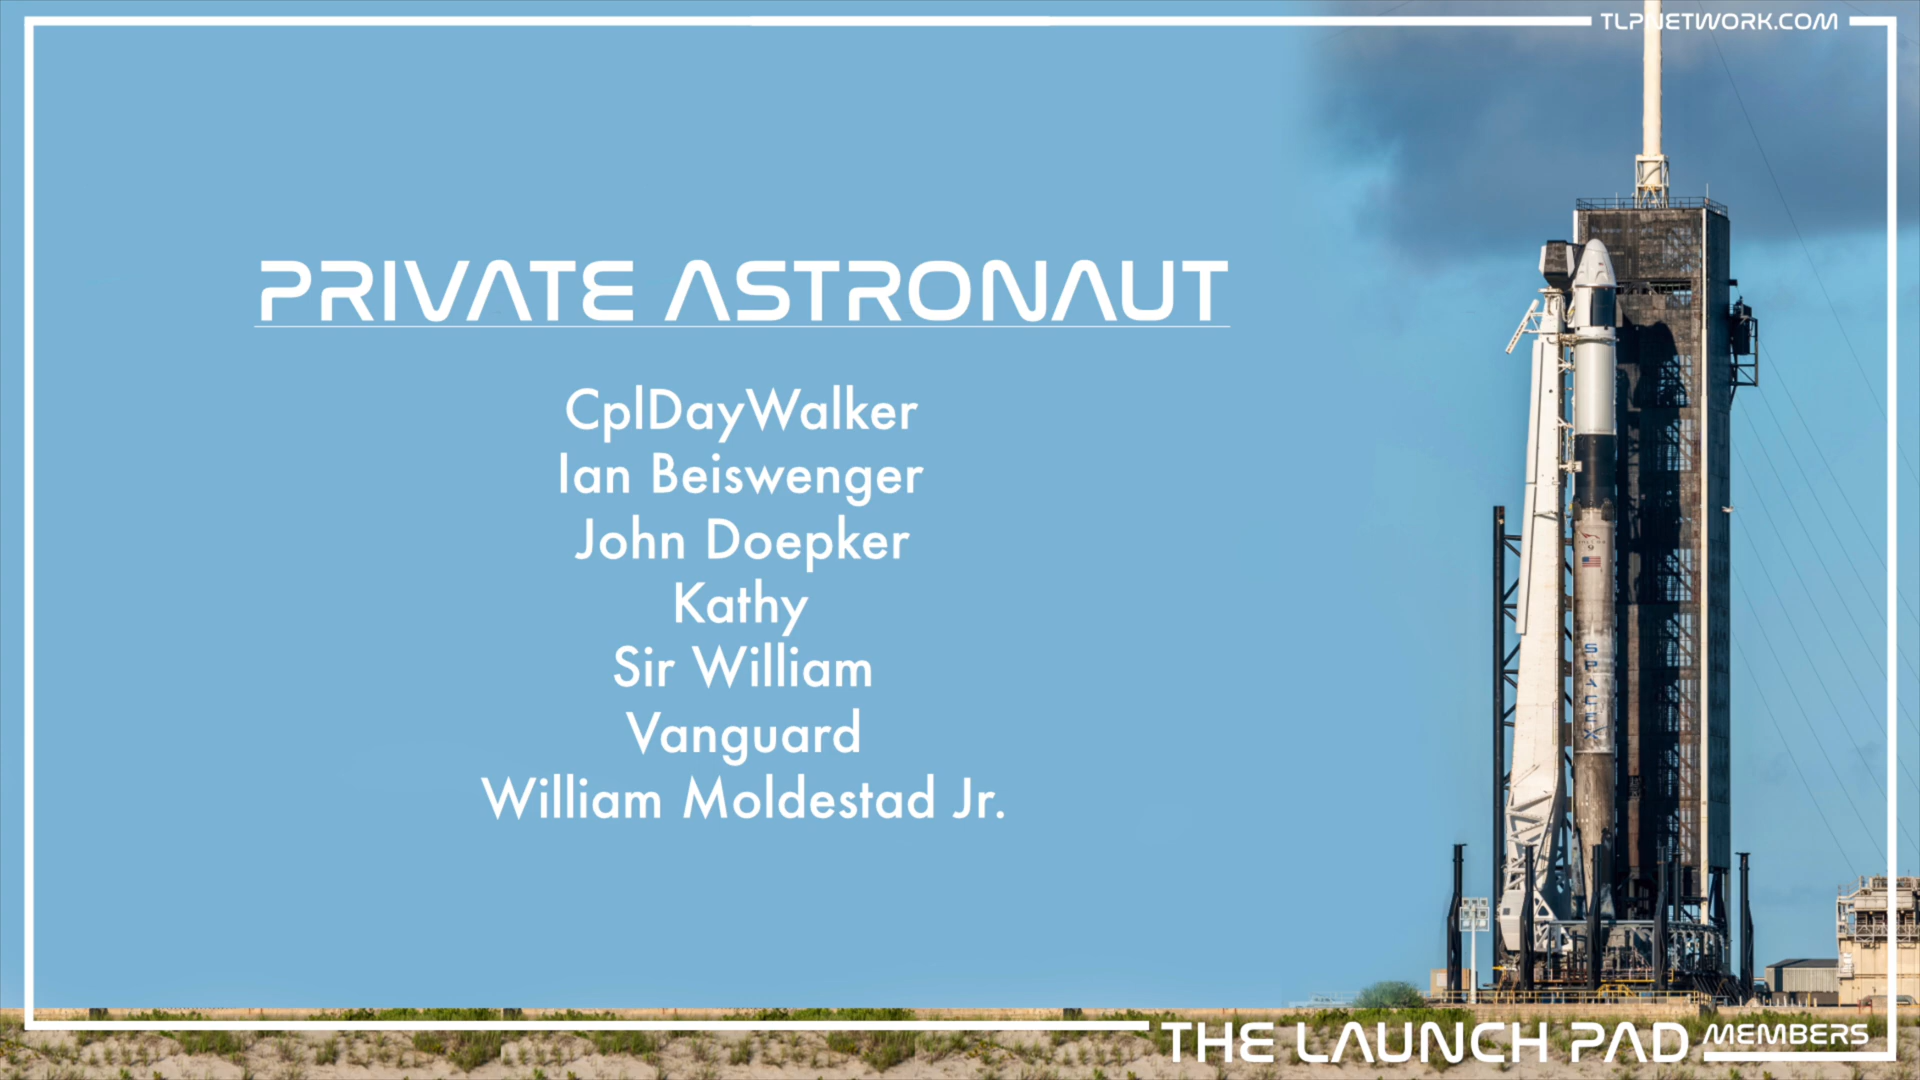 TLPNETWORK.COM
PRIVATE ASTRONAUT
CplDayWalker
Ian Beiswenger
John Doepker
Kathy
Sir William
Vanguard
William Moldestad Jr.
9
SPACEX
THE LAUNCH PAD MEMBERS